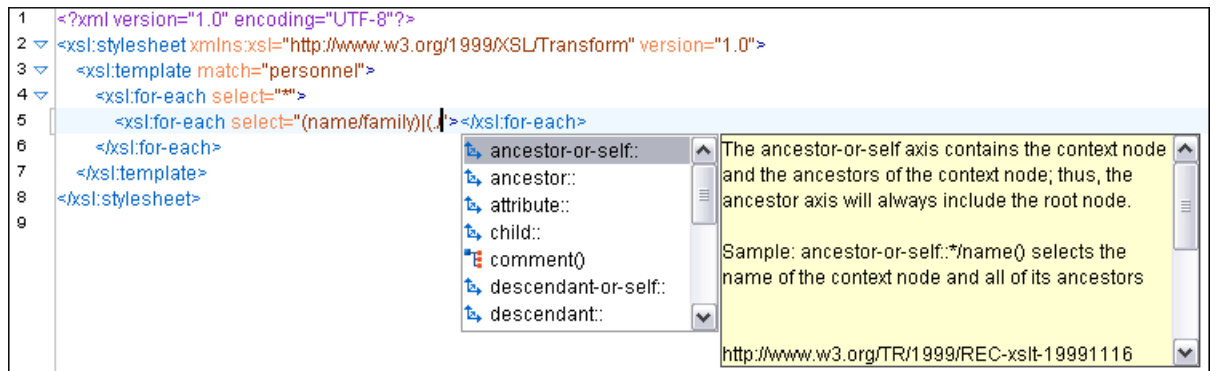 1 <?xml version="1.0" encoding="UTF-8"?>
2 <xsl:stylesheet xmlns:xsl="http://www.w3.org/1999/XSL/Transform" version="1.0">
3 <xsl:template match="personnel">
4 <xsl:for-each select="*">
5 <xsl:for-each select="(name/family)|(./"></xsl:for-each>
6 </xsl:for-each>
7 </xsl:template>
8 </xsl:stylesheet>
9
ancestor-or-self::
ancestor::
attribute::
child::
comment()
descendant-or-self::
descendant::
The ancestor-or-self axis contains the context node
and the ancestors of the context node; thus, the
ancestor axis will always include the root node.
Sample: ancestor-or-self::*/name() selects the
name of the context node and all of its ancestors
http://www.w3.org/TR/1999/REC-xslt-19991116